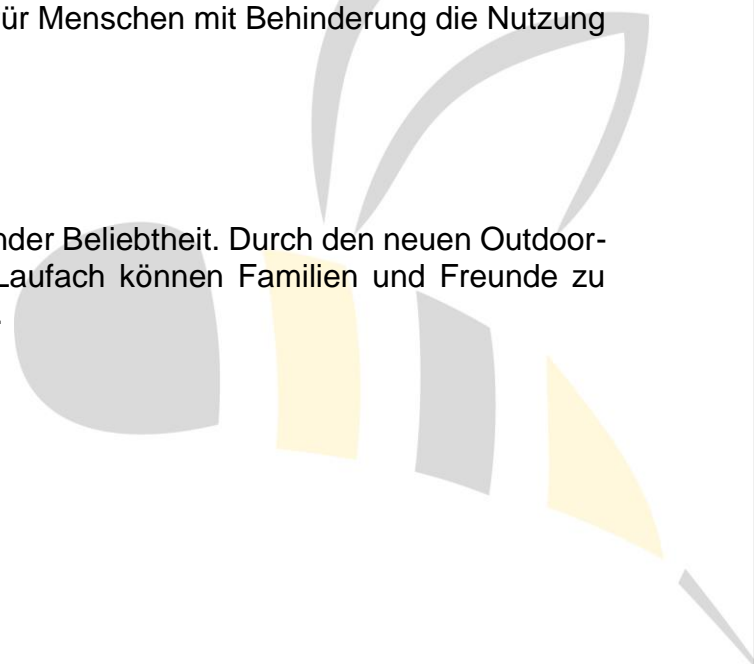 ür Menschen mit Behinderung die Nutzung
nder Beliebtheit. Durch den neuen Outdoor-
Laufach können Familien und Freunde zu